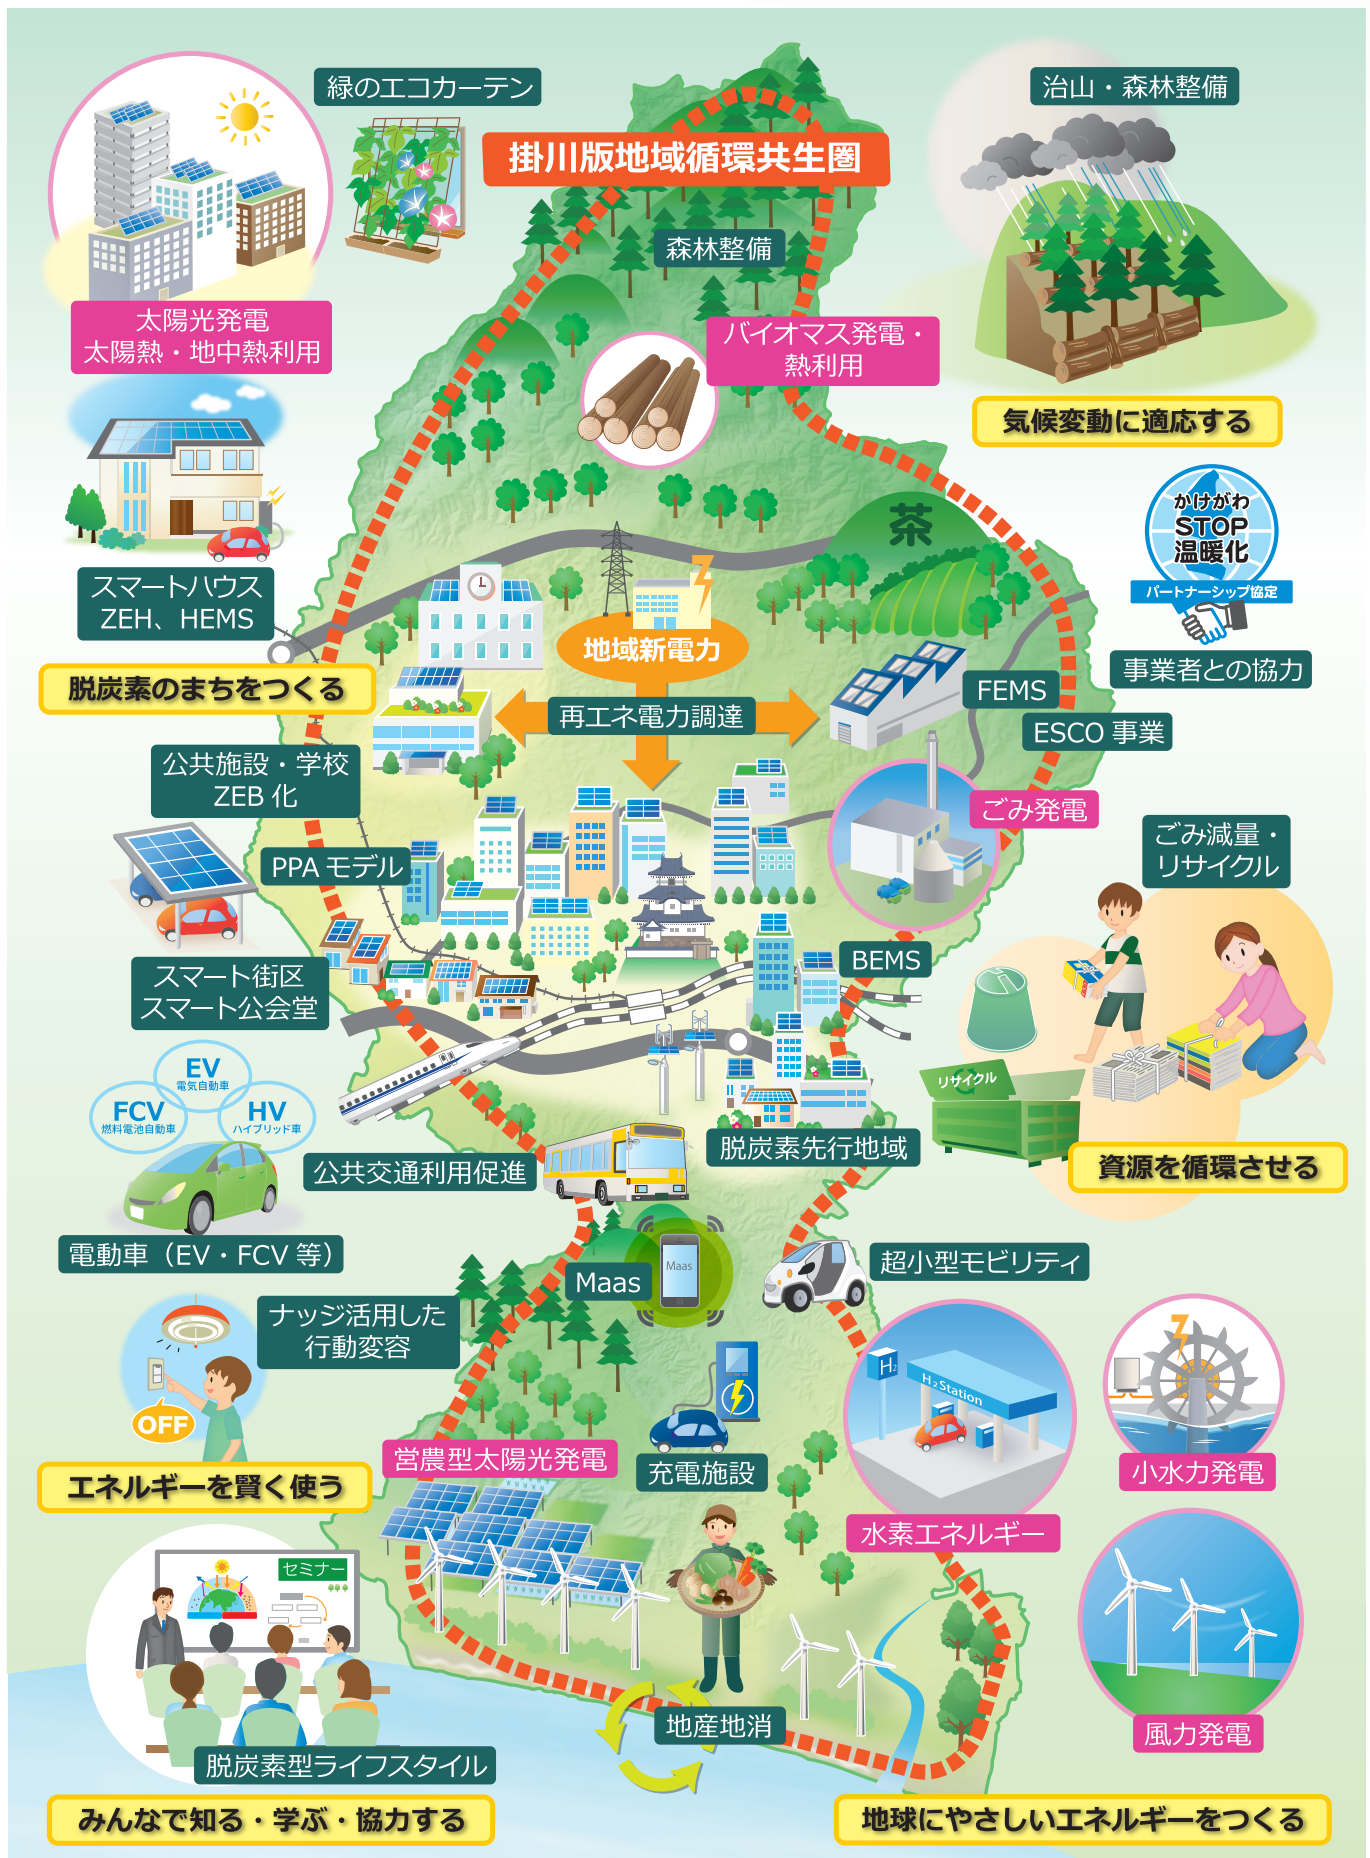 緑のエコカーテン
掛川版地域循環共生圏
治山・森林整備
森林整備
太陽光発電
太陽熱・地中熱利用
バイオマス発電・
熱利用
気候変動に適応する
茶
かけがわ
STOP
温暖化
パートナーシップ協定
事業者との協力
スマートハウス
ZEH、HEMS
脱炭素のまちをつくる
地域新電力
再エネ電力調達
FEMS
ESCO 事業
公共施設・学校
ZEB 化
ごみ発電
PPA モデル
ごみ減量・
リサイクル
BEMS
スマート街区
スマート公会堂
EV
電気自動車
FCV
燃料電池自動車
HV
ハイブリッド車
リサイクル
脱炭素先行地域
資源を循環させる
公共交通利用促進
電動車（EV・FCV 等）
Maas
Maas
超小型モビリティ
ナッジ活用した
行動変容
OFF
H2
H2Station
営農型太陽光発電
充電施設
小水力発電
エネルギーを賢く使う
水素エネルギー
セミナー
地産地消
風力発電
脱炭素型ライフスタイル
みんなで知る・学ぶ・協力する
地球にやさしいエネルギーをつくる